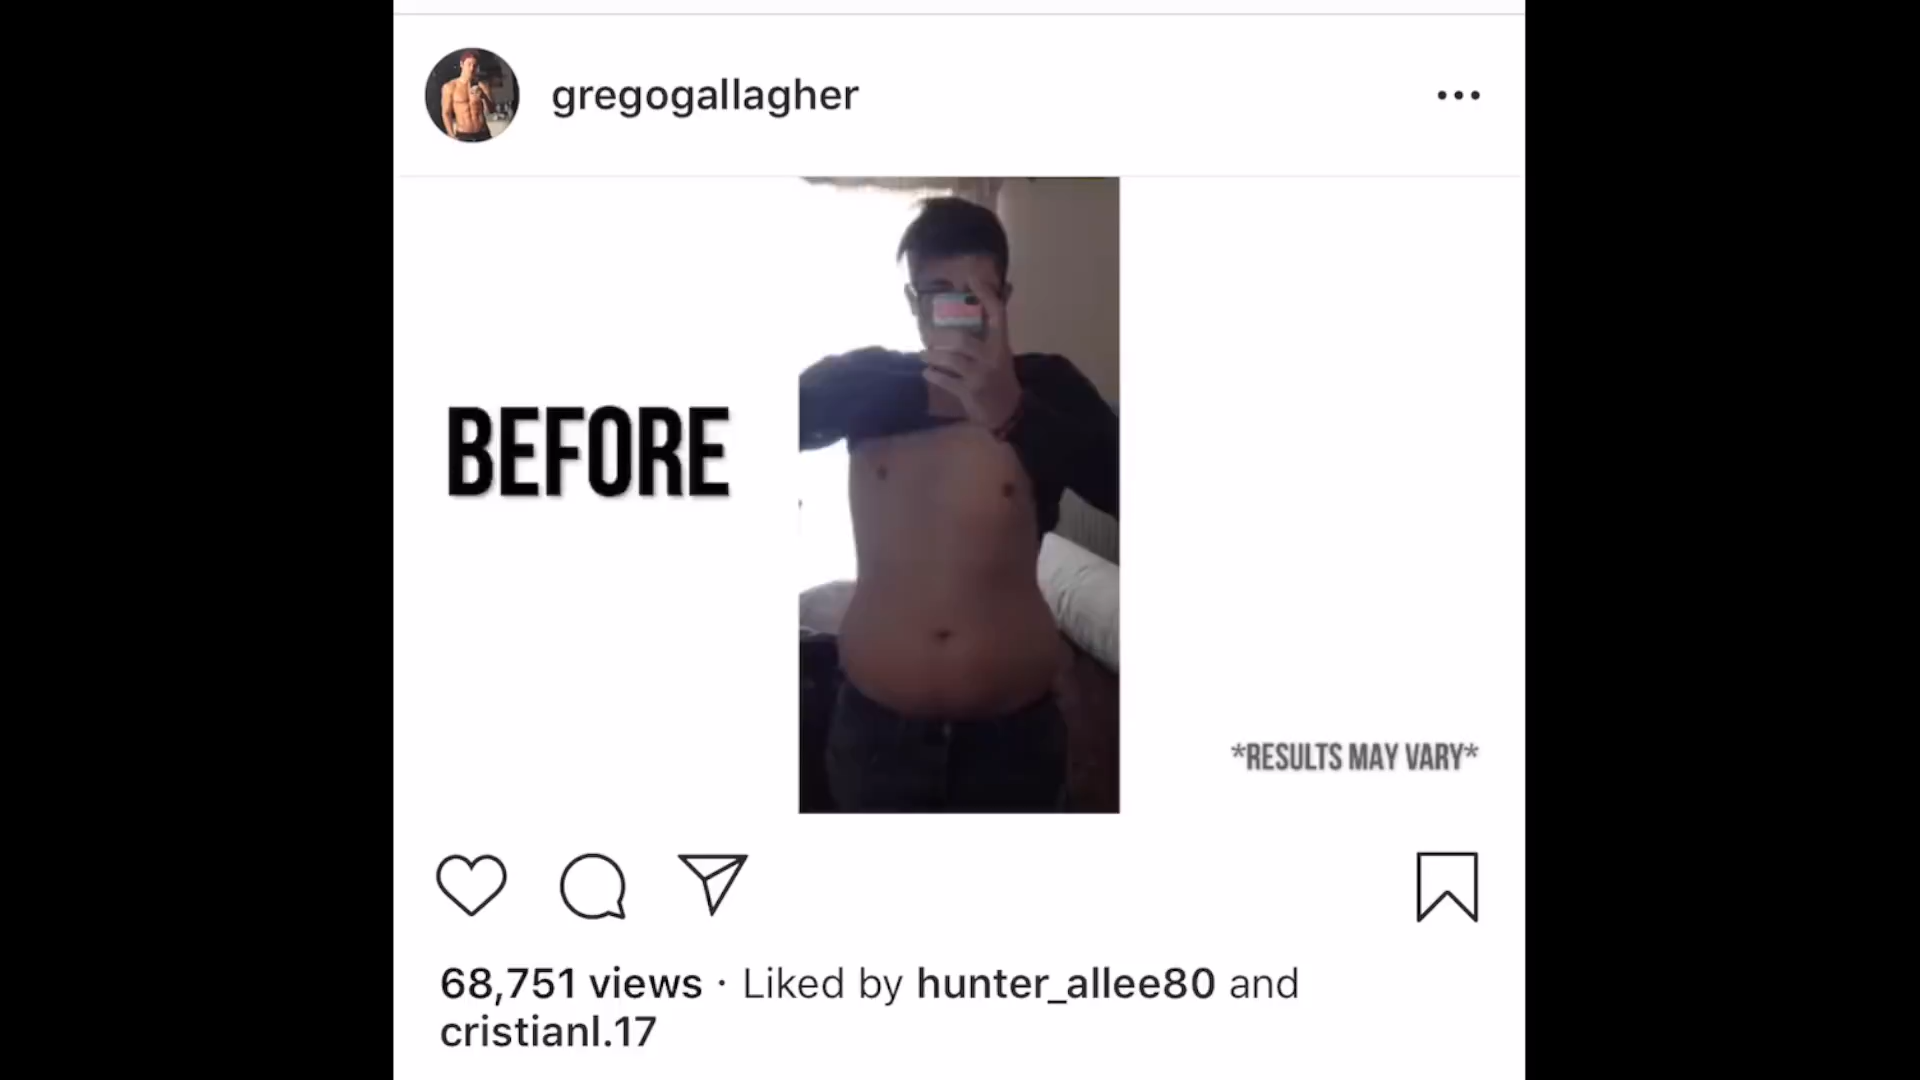 gregogallagher
BEFORE
*RESULTS MAY VARY*
68,751 views · Liked by hunter_allee80 and
cristianl.17